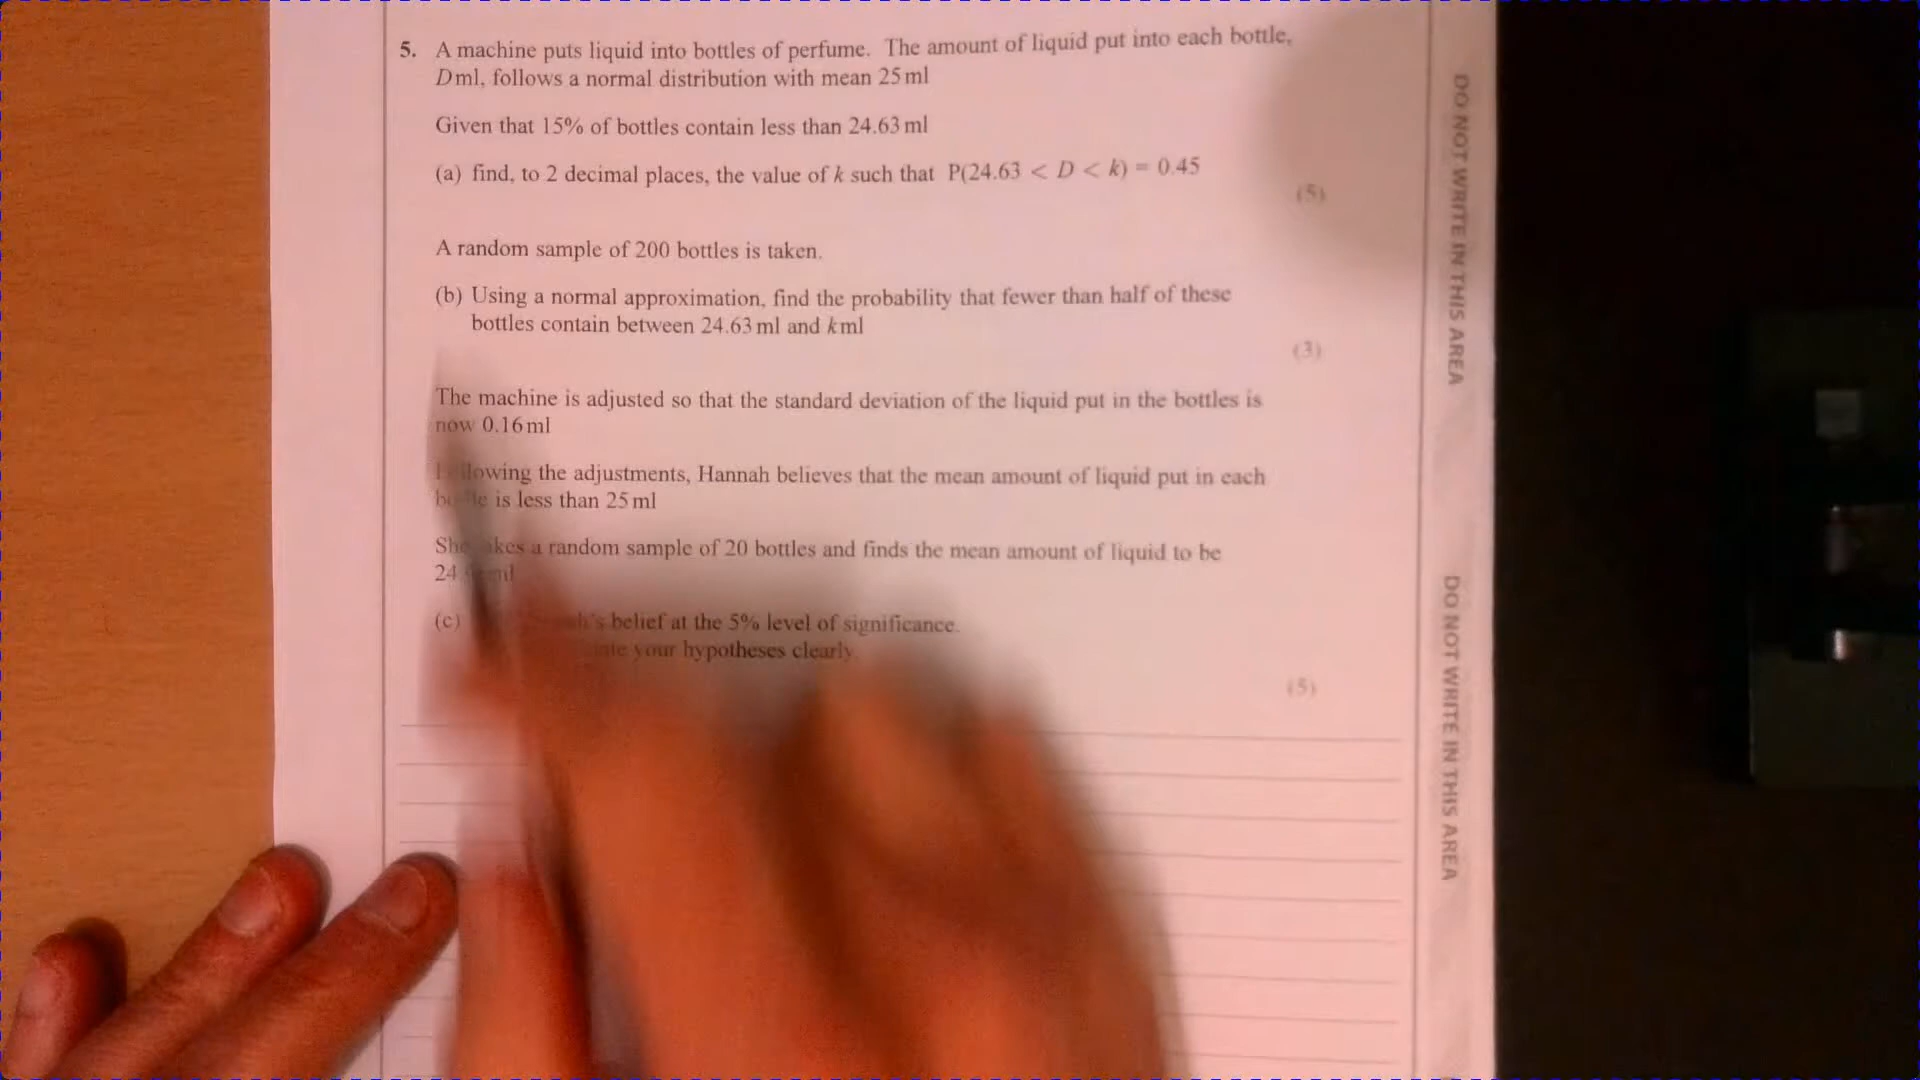 5. A machine puts liquid into bottles of perfume. The amount of liquid put into each bottle,
D ml, follows a normal distribution with mean 25 ml
Given that 15% of bottles contain less than 24.63 ml
(a) find, to 2 decimal places, the value of k such that P(24.63 < D < k) = 0.45
(5)
A random sample of 200 bottles is taken.
(b) Using a normal approximation, find the probability that fewer than half of these
bottles contain between 24.63 ml and k ml
(3)
The machine is adjusted so that the standard deviation of the liquid put in the bottles is
now 0.16 ml
Following the adjustments, Hannah believes that the mean amount of liquid put in each
bottle is less than 25 ml
She takes a random sample of 20 bottles and finds the mean amount of liquid to be
ml
(c) belief at the 5% level of significance.
your hypotheses clearly.
(5)
DO NOT WRITE IN THIS AREA
DO NOT WRITE IN THIS AREA